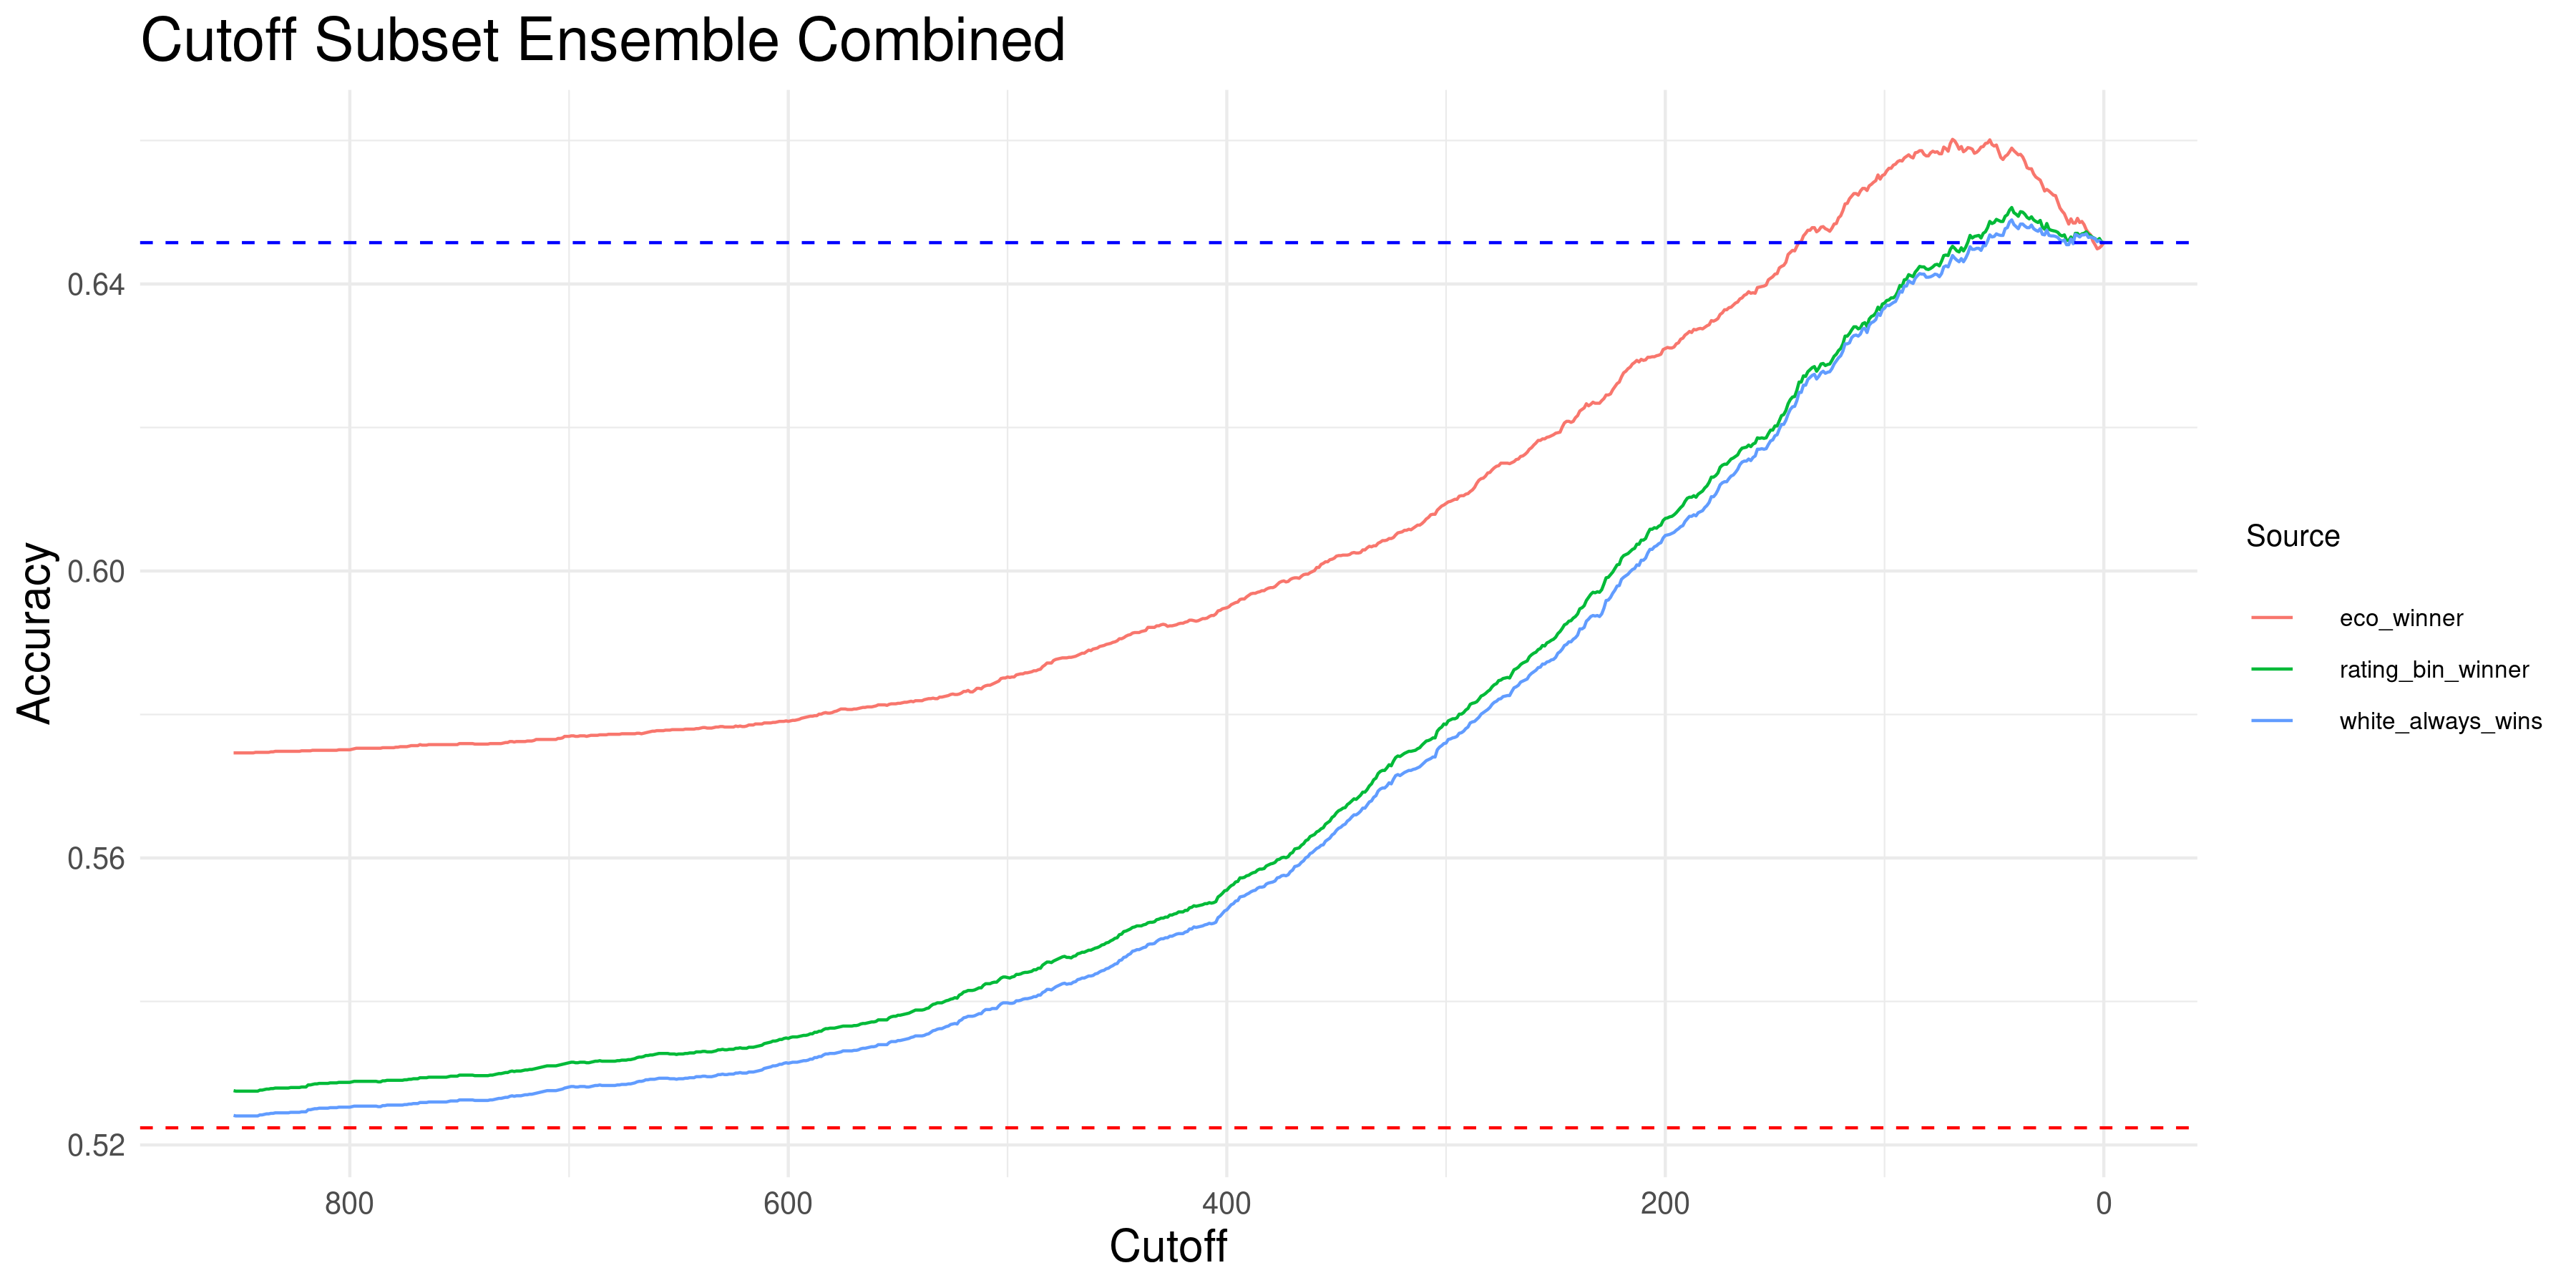 Cutoff Subset Ensemble Combined
Accuracy
0.64
0.60
0.56
0.52
800 600 400 200 0
Cutoff
Source
eco_winner
rating_bin_winner
white_always_wins